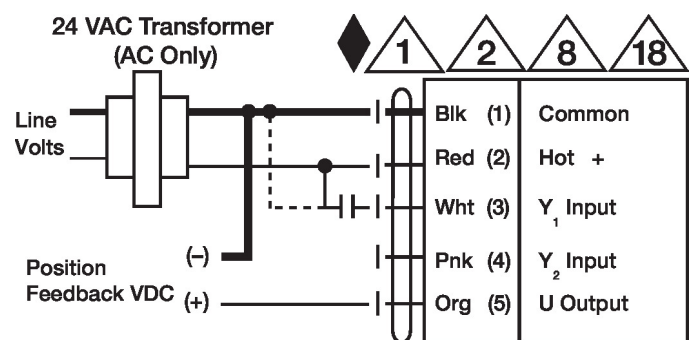 24 VAC Transformer
(AC Only)
1 2 8 18
Line
Volts
Blk (1) Common
Red (2) Hot +
Wht (3) Y1 Input
Pnk (4) Y2 Input
Org (5) U Output
Position
Feedback VDC
(-)
(+)